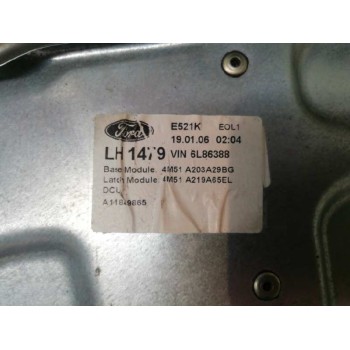 Ford E521K EOL1
19.01.06 02:04
LH 1479 VIN 6L86388
Base Module: 4M51 A203A29BG
Latch Module: 4M51 A219A65EL
DCU: